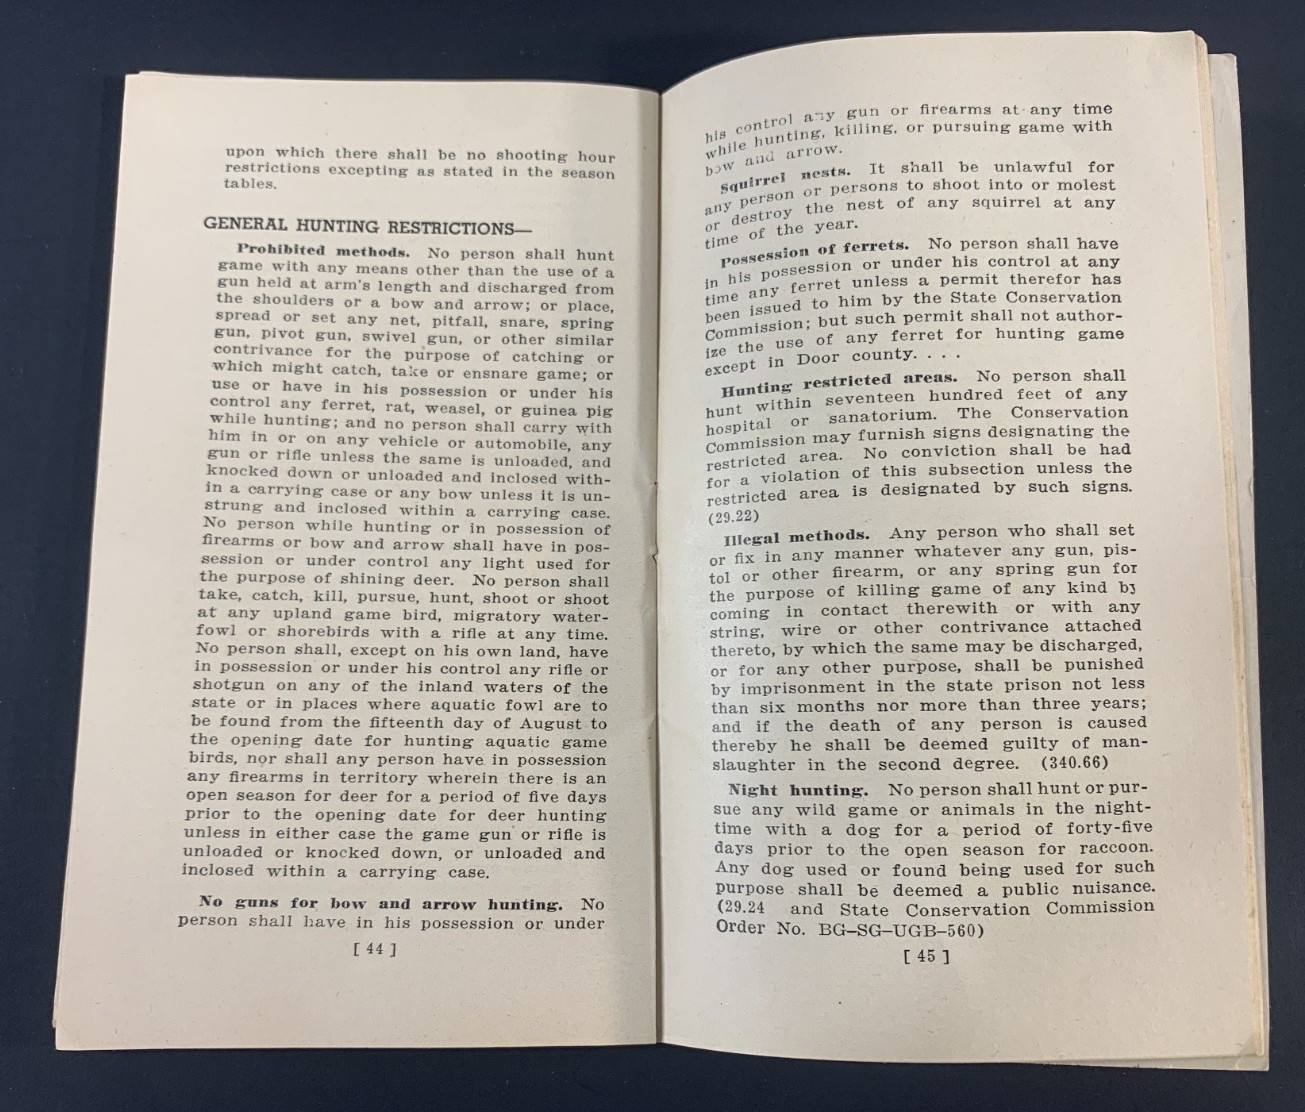 upon which there shall be no shooting hour
restrictions excepting as stated in the season
tables.
GENERAL HUNTING RESTRICTIONS—
Prohibited methods. No person shall hunt
game with any means other than the use of a
gun held at arm's length and discharged from
the shoulders or a bow and arrow; or place,
spread or set any net, pitfall, snare, spring
gun, pivot gun, swivel gun, or other similar
contrivance for the purpose of catching or
which might catch, take or ensnare game; or
use or have in his possession or under his
control any ferret, rat, weasel, or guinea pig
while hunting; and no person shall carry with
him in or on any vehicle or automobile, any
gun or rifle unless the same is unloaded, and
knocked down or unloaded and inclosed with-
in a carrying case or any bow unless it is un-
strung and inclosed within a carrying case.
No person while hunting or in possession of
firearms or bow and arrow shall have in pos-
session or under control any light used for
the purpose of shining deer. No person shall
take, catch, kill, pursue, hunt, shoot or shoot
at any upland game bird, migratory water-
fowl or shorebirds with a rifle at any time.
No person shall, except on his own land, have
in possession or under his control any rifle or
shotgun on any of the inland waters of the
state or in places where aquatic fowl are to
be found from the fifteenth day of August to
the opening date for hunting aquatic game
birds, nor shall any person have in possession
any firearms in territory wherein there is an
open season for deer for a period of five days
prior to the opening date for deer hunting
unless in either case the game gun or rifle is
unloaded or knocked down, or unloaded and
inclosed within a carrying case.
No guns for bow and arrow hunting. No
person shall have in his possession or under
[ 44 ]
his control any gun or firearms at any time
while hunting, killing, or pursuing game with
bow and arrow.
Squirrel nests. It shall be unlawful for
any person or persons to shoot into or molest
or destroy the nest of any squirrel at any
time of the year.
Possession of ferrets. No person shall have
in his possession or under his control at any
time any ferret unless a permit therefor has
been issued to him by the State Conservation
Commission; but such permit shall not author-
ize the use of any ferret for hunting game
except in Door county. . . .
Hunting restricted areas. No person shall
hunt within seventeen hundred feet of any
hospital or sanatorium. The Conservation
Commission may furnish signs designating the
restricted area. No conviction shall be had
for a violation of this subsection unless the
restricted area is designated by such signs.
(29.22)
Illegal methods. Any person who shall set
or fix in any manner whatever any gun, pis-
tol or other firearm, or any spring gun for
the purpose of killing game of any kind by
coming in contact therewith or with any
string, wire or other contrivance attached
thereto, by which the same may be discharged,
or for any other purpose, shall be punished
by imprisonment in the state prison not less
than six months nor more than three years;
and if the death of any person is caused
thereby he shall be deemed guilty of man-
slaughter in the second degree. (340.66)
Night hunting. No person shall hunt or pur-
sue any wild game or animals in the night-
time with a dog for a period of forty-five
days prior to the open season for raccoon.
Any dog used or found being used for such
purpose shall be deemed a public nuisance.
(29.24 and State Conservation Commission
Order No. BG-SG-UGB-560)
[ 45 ]